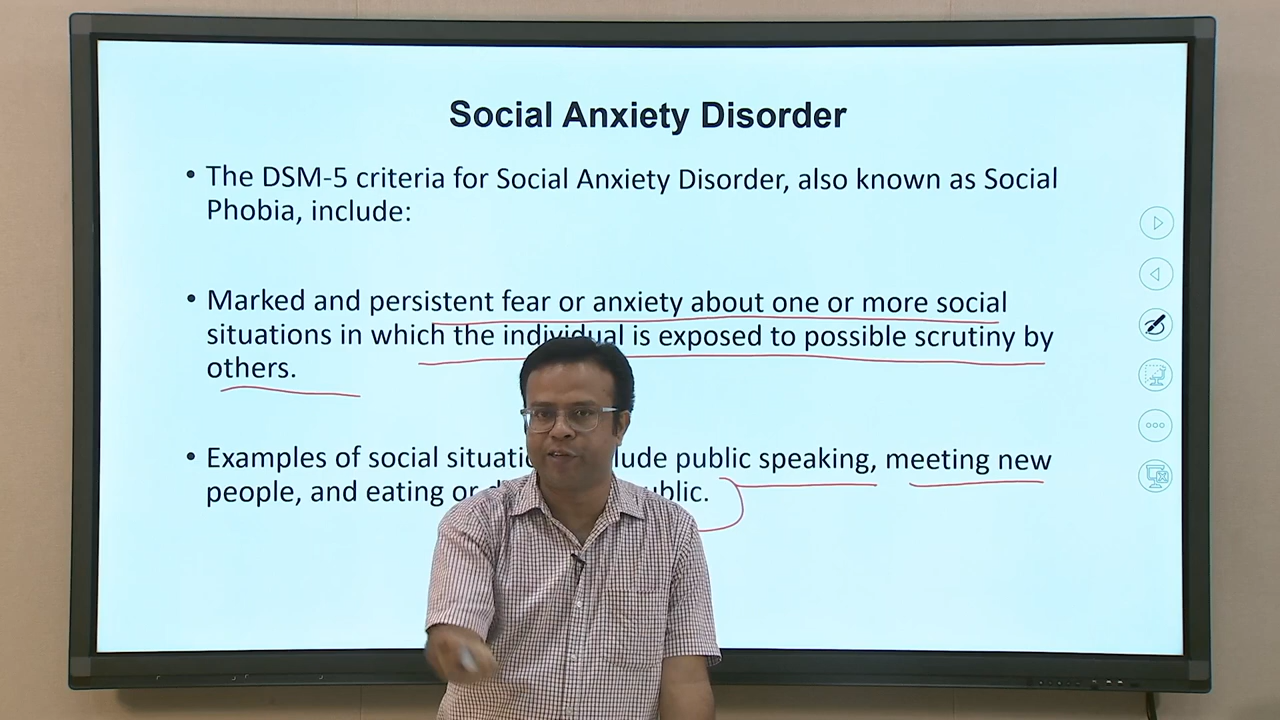 Social Anxiety Disorder
• The DSM-5 criteria for Social Anxiety Disorder, also known as Social
Phobia, include:
• Marked and persistent fear or anxiety about one or more social
situations in which the individual is exposed to possible scrutiny by
others.
• Examples of social public speaking, meeting new
people, and eating or